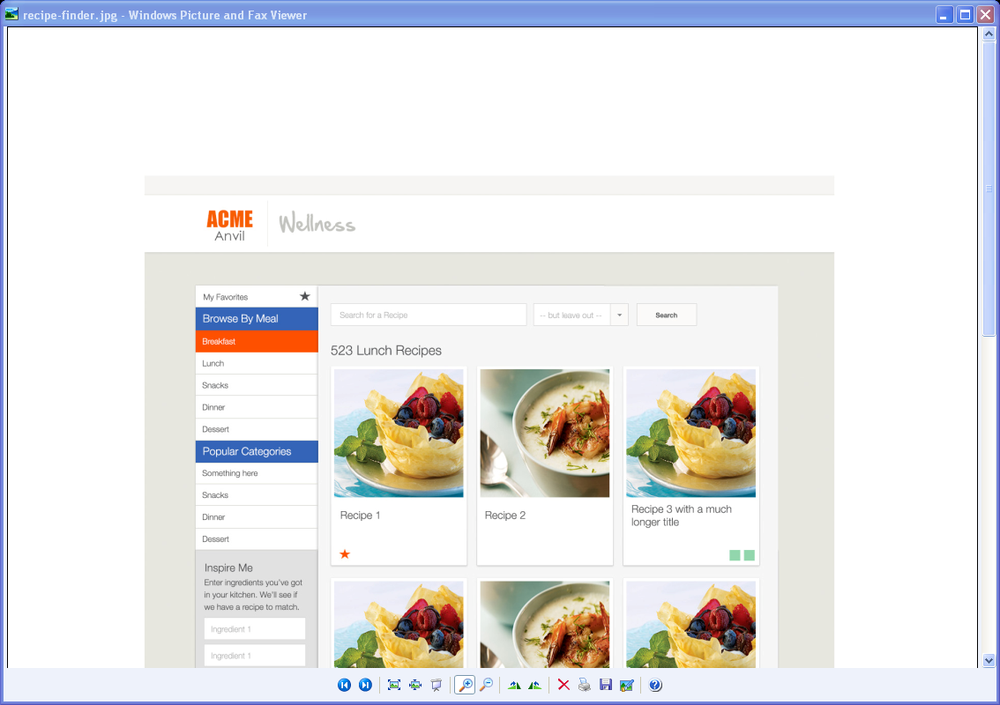 recipe-finder.jpg - Windows Picture and Fax Viewer
ACME
Anvil
Wellness
My Favorites
Browse By Meal
Breakfast
Lunch
Snacks
Dinner
Dessert
Popular Categories
Something here
Snacks
Dinner
Dessert
Inspire Me
Enter ingredients you've got
in your kitchen. We'll see if
we have a recipe to match.
Ingredient 1
Ingredient 1
Search for a Recipe
-- but leave out --
Search
523 Lunch Recipes
Recipe 1
Recipe 2
Recipe 3 with a much
longer title